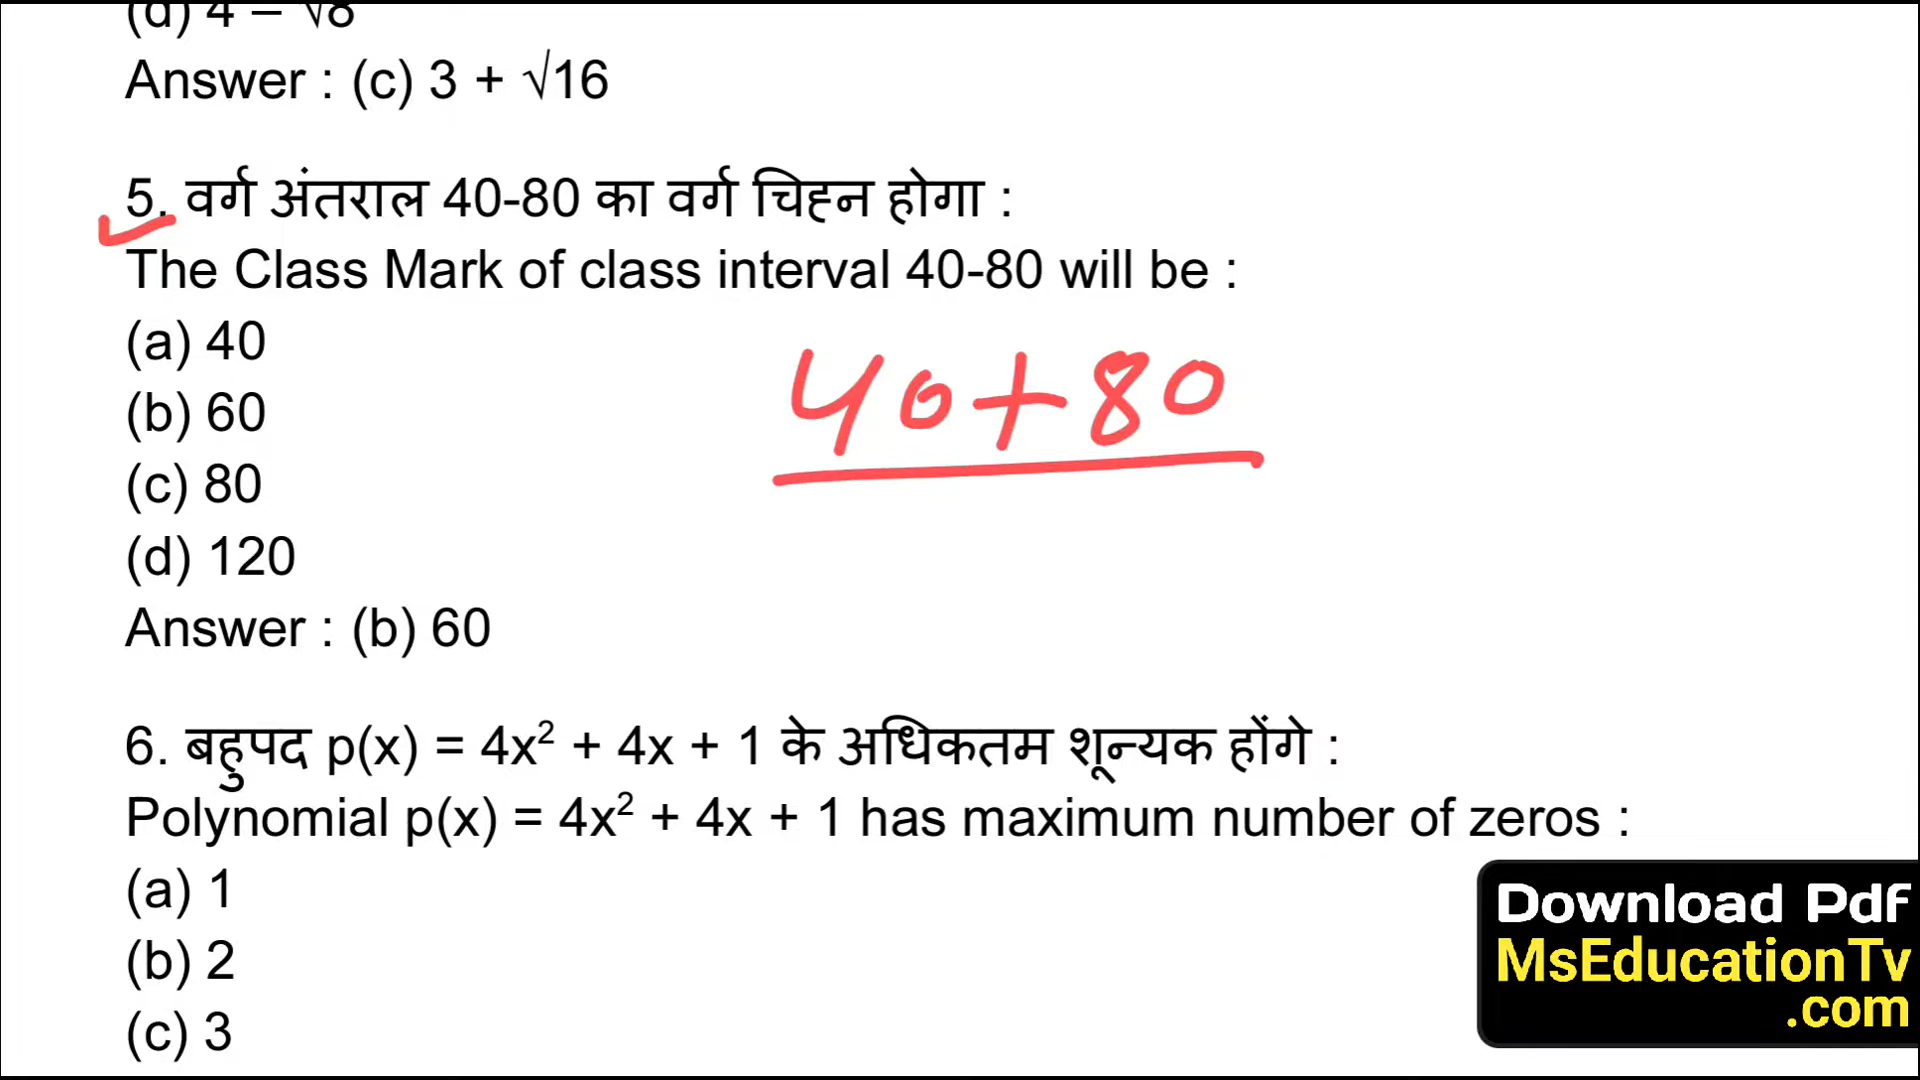 (d) 4 – √8
Answer : (c) 3 + √16
5. वर्ग अंतराल 40-80 का वर्ग चिह्न होगा :
The Class Mark of class interval 40-80 will be :
(a) 40
40+80
(b) 60
(c) 80
(d) 120
Answer : (b) 60
6. बहुपद p(x) = 4x² + 4x + 1 के अधिकतम शून्यक होंगे :
Polynomial p(x) = 4x² + 4x + 1 has maximum number of zeros :
(a) 1
(b) 2
(c) 3
Download Pdf
MsEducationTv
.com